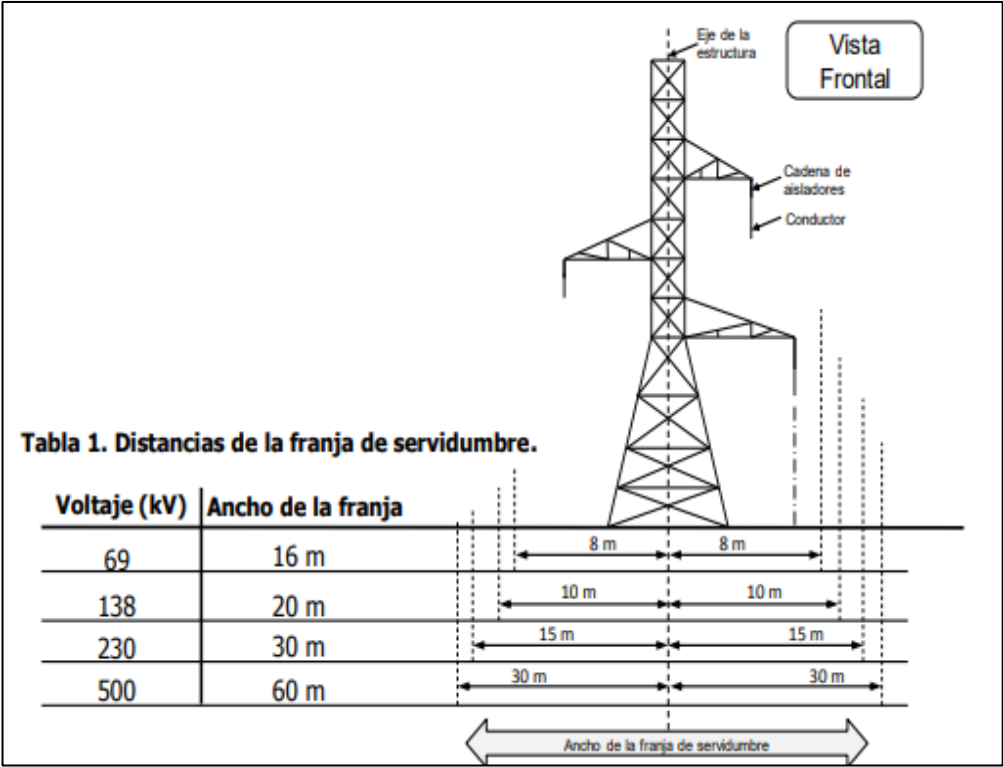 Eje de la
estructura
Vista
Frontal
Cadena de
aisladores
Conductor
Tabla 1. Distancias de la franja de servidumbre.
Voltaje (kV) Ancho de la franja
69 16 m 8 m 8 m
138 20 m 10 m 10 m
230 30 m 15 m 15 m
500 60 m 30 m 30 m
Ancho de la franja de servidumbre